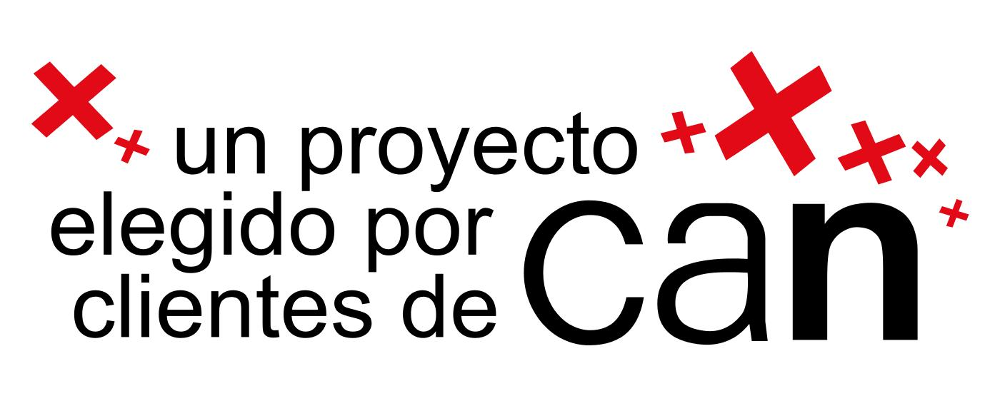 un proyecto
elegido por
clientes de can